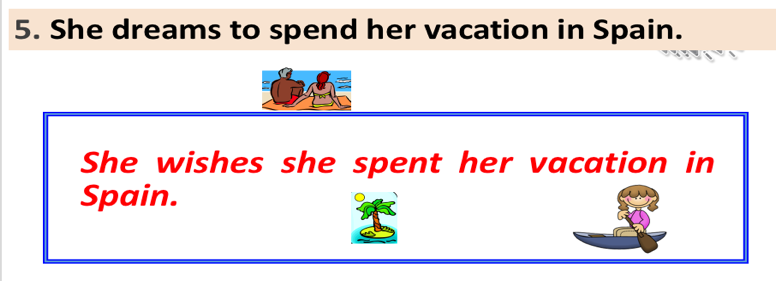 5. She dreams to spend her vacation in Spain.
She wishes she spent her vacation in
Spain.